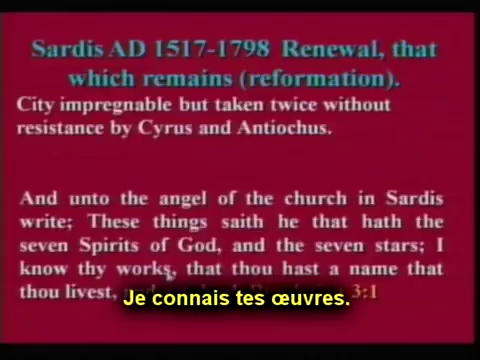 Sardis AD 1517-1798 Renewal, that
which remains (reformation).
City impregnable but taken twice without
resistance by Cyrus and Antiochus.
And unto the angel of the church in Sardis
write; These things saith he that hath the
seven Spirits of God, and the seven stars; I
know thy works, that thou hast a name that
thou livest, 3:1
Je connais tes œuvres.